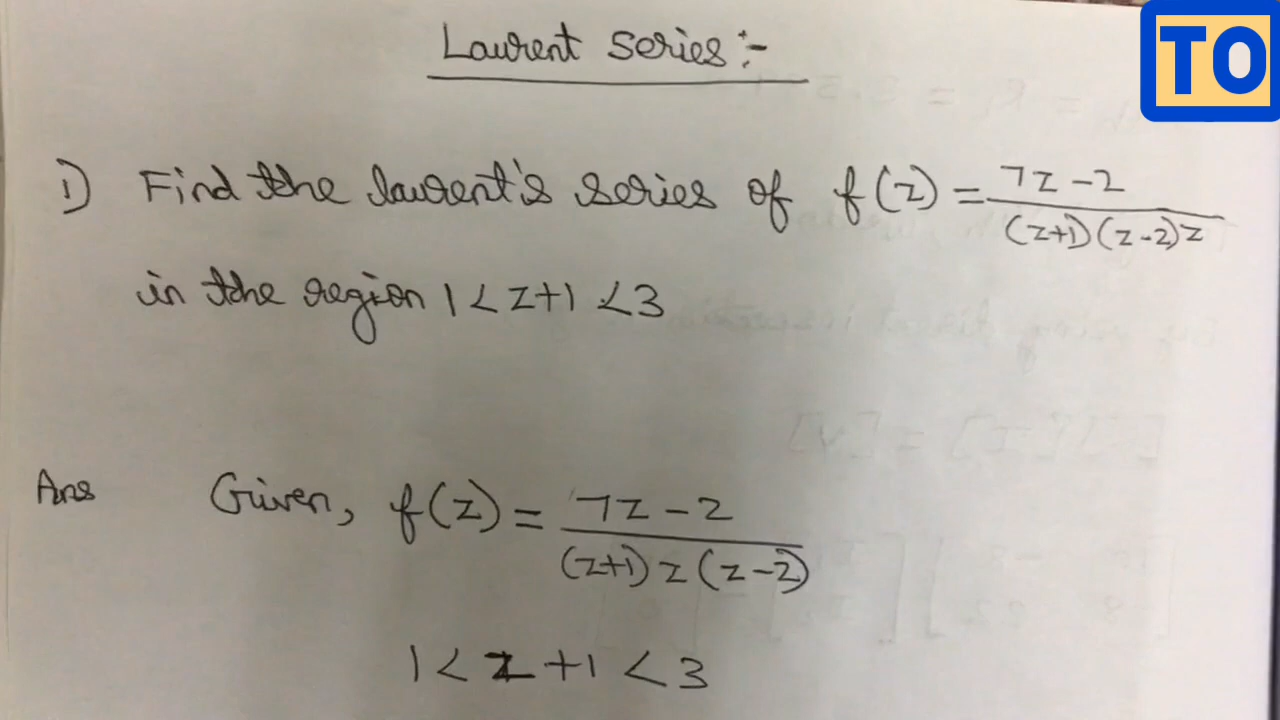 TO
Laurent series:-
1) Find the laurent's series of f(z) = 7z-2 / (z+1)(z-2)z
in the region 1 < z+1 < 3
Ans Given, f(z) = 7z-2 / (z+1) z (z-2)
1 < z+1 < 3